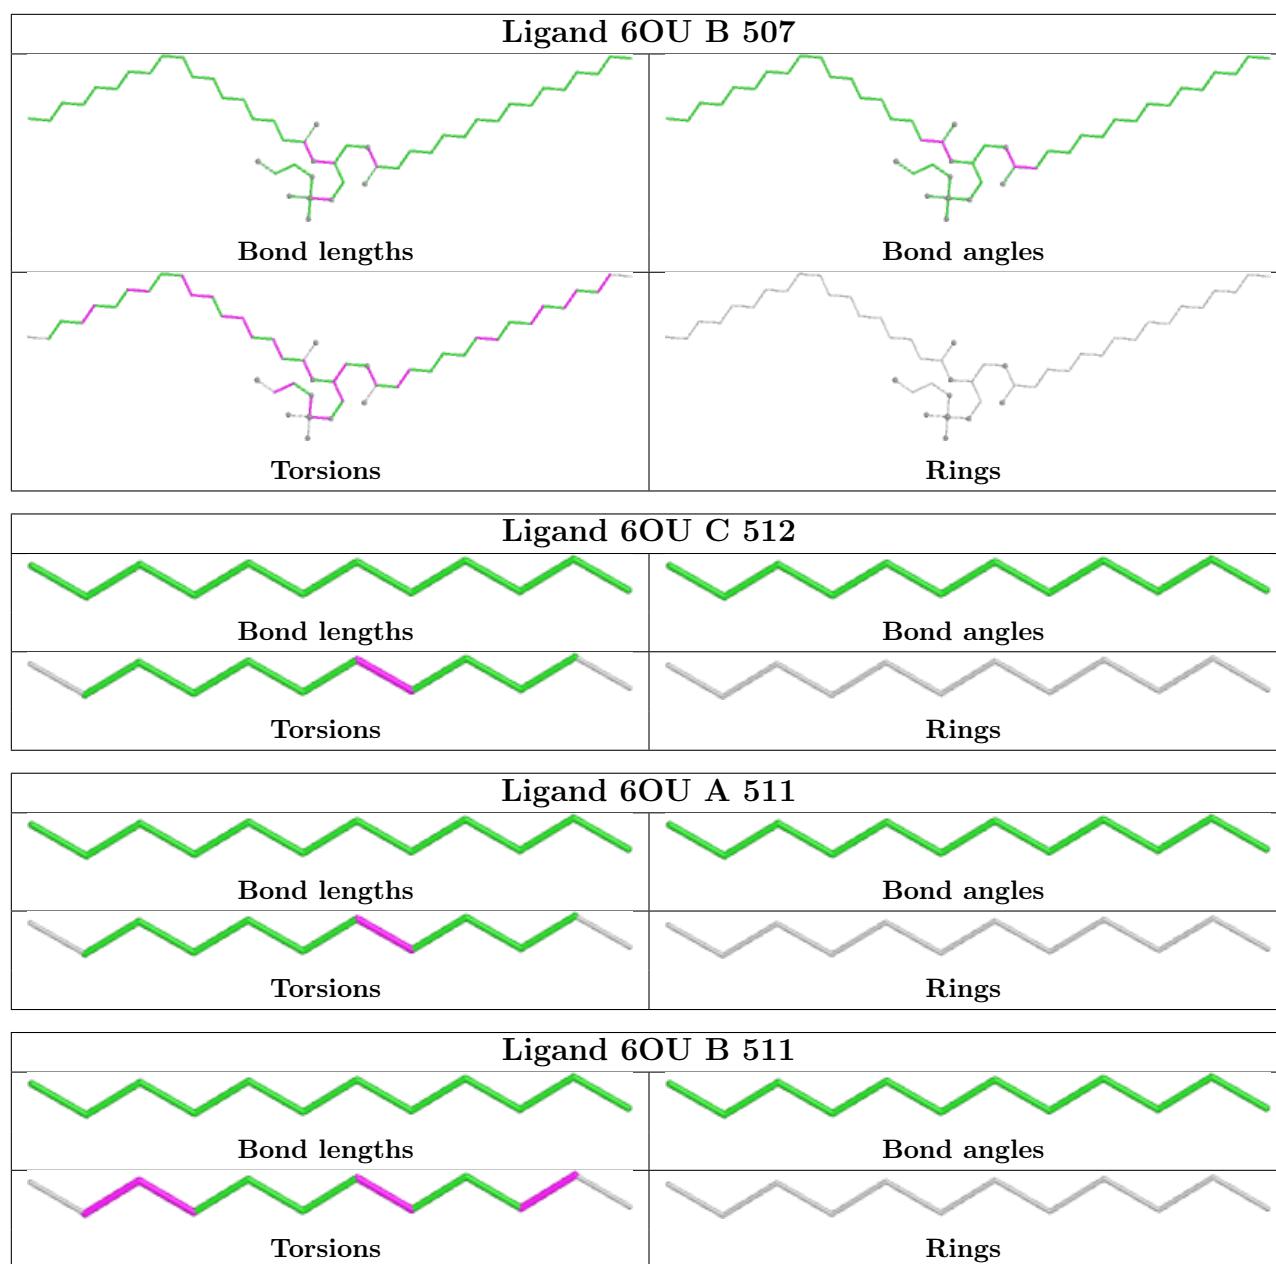 Ligand 6OU B 507
Bond lengths
Bond angles
Torsions
Rings
Ligand 6OU C 512
Bond lengths
Bond angles
Torsions
Rings
Ligand 6OU A 511
Bond lengths
Bond angles
Torsions
Rings
Ligand 6OU B 511
Bond lengths
Bond angles
Torsions
Rings